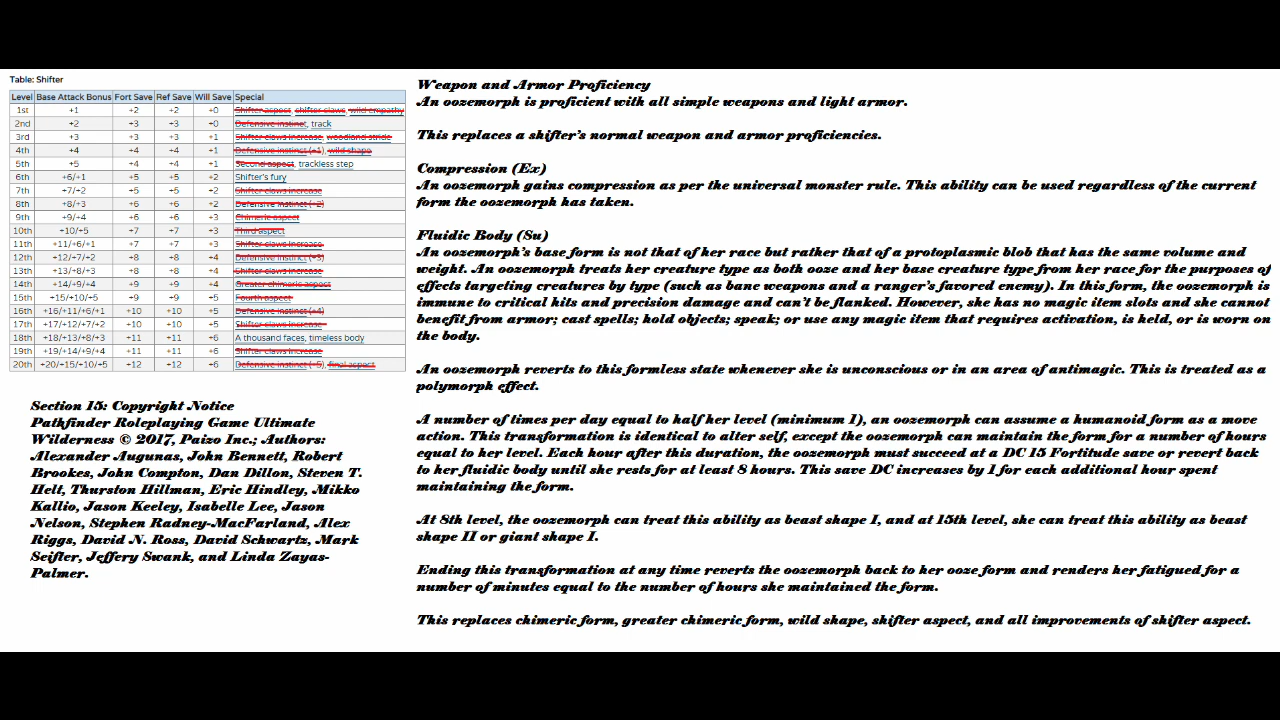 Table: Shifter
Level Base Attack Bonus Fort Save Ref Save Will Save Special
1st +1 +2 +2 +0 Shifter aspect, shifter claws, wild empathy
2nd +2 +3 +3 +0 Defensive instinct, track
3rd +3 +3 +3 +1 Shifter claws increase, woodland stride
4th +4 +4 +4 +1 Defensive instinct (+1), wild shape
5th +5 +4 +4 +1 Second aspect, trackless step
6th +6/+1 +5 +5 +2 Shifter's fury
7th +7/+2 +5 +5 +2 Shifter claws increase
8th +8/+3 +6 +6 +2 Defensive instinct (+2)
9th +9/+4 +6 +6 +3 Chimeric aspect
10th +10/+5 +7 +7 +3 Third aspect
11th +11/+6/+1 +7 +7 +3 Shifter claws increase
12th +12/+7/+2 +8 +8 +4 Defensive instinct (+3)
13th +13/+8/+3 +8 +8 +4 Shifter claws increase
14th +14/+9/+4 +9 +9 +4 Greater chimeric aspect
15th +15/+10/+5 +9 +9 +5 Fourth aspect
16th +16/+11/+6/+1 +10 +10 +5 Defensive instinct (+4)
17th +17/+12/+7/+2 +10 +10 +5 Shifter claws increase
18th +18/+13/+8/+3 +11 +11 +6 A thousand faces, timeless body
19th +19/+14/+9/+4 +11 +11 +6 Shifter claws increase
20th +20/+15/+10/+5 +12 +12 +6 Defensive instinct (+5), final aspect
Section 15: Copyright Notice
Pathfinder Roleplaying Game Ultimate
Wilderness © 2017, Paizo Inc.; Authors:
Alexander Augunas, John Bennett, Robert
Brookes, John Compton, Dan Dillon, Steven T.
Helt, Thurston Hillman, Eric Hindley, Mikko
Kallio, Jason Keeley, Isabelle Lee, Jason
Nelson, Stephen Radney-MacFarland, Alex
Riggs, David N. Ross, David Schwartz, Mark
Seifter, Jeffery Swank, and Linda Zayas-
Palmer.
Weapon and Armor Proficiency
An oozemorph is proficient with all simple weapons and light armor.
This replaces a shifter's normal weapon and armor proficiencies.
Compression (Ex)
An oozemorph gains compression as per the universal monster rule. This ability can be used regardless of the current
form the oozemorph has taken.
Fluidic Body (Su)
An oozemorph's base form is not that of her race but rather that of a protoplasmic blob that has the same volume and
weight. An oozemorph treats her creature type as both ooze and her base creature type from her race for the purposes of
effects targeting creatures by type (such as bane weapons and a ranger's favored enemy). In this form, the oozemorph is
immune to critical hits and precision damage and can't be flanked. However, she has no magic item slots and she cannot
benefit from armor; cast spells; hold objects; speak; or use any magic item that requires activation, is held, or is worn on
the body.
An oozemorph reverts to this formless state whenever she is unconscious or in an area of antimagic. This is treated as a
polymorph effect.
A number of times per day equal to half her level (minimum 1), an oozemorph can assume a humanoid form as a move
action. This transformation is identical to alter self, except the oozemorph can maintain the form for a number of hours
equal to her level. Each hour after this duration, the oozemorph must succeed at a DC 15 Fortitude save or revert back
to her fluidic body until she rests for at least 8 hours. This save DC increases by 1 for each additional hour spent
maintaining the form.
At 8th level, the oozemorph can treat this ability as beast shape I, and at 15th level, she can treat this ability as beast
shape II or giant shape I.
Ending this transformation at any time reverts the oozemorph back to her ooze form and renders her fatigued for a
number of minutes equal to the number of hours she maintained the form.
This replaces chimeric form, greater chimeric form, wild shape, shifter aspect, and all improvements of shifter aspect.